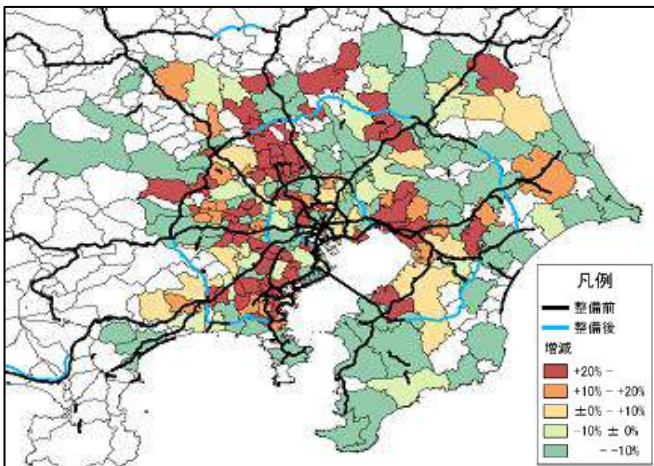 凡例
整備前
整備後
増減
+20% -
+10% - +20%
±0% - +10%
-10% ± 0%
- -10%